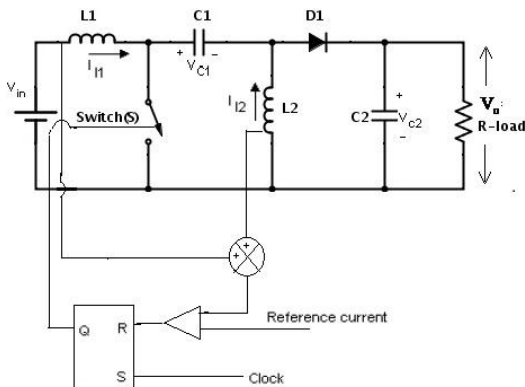 L1
C1
D1
+
-
I l1
V C1
I l2
L2
V in
Switch(S)
C2
+
V c2
-
V o:
R-load
Q
R
S
Reference current
Clock